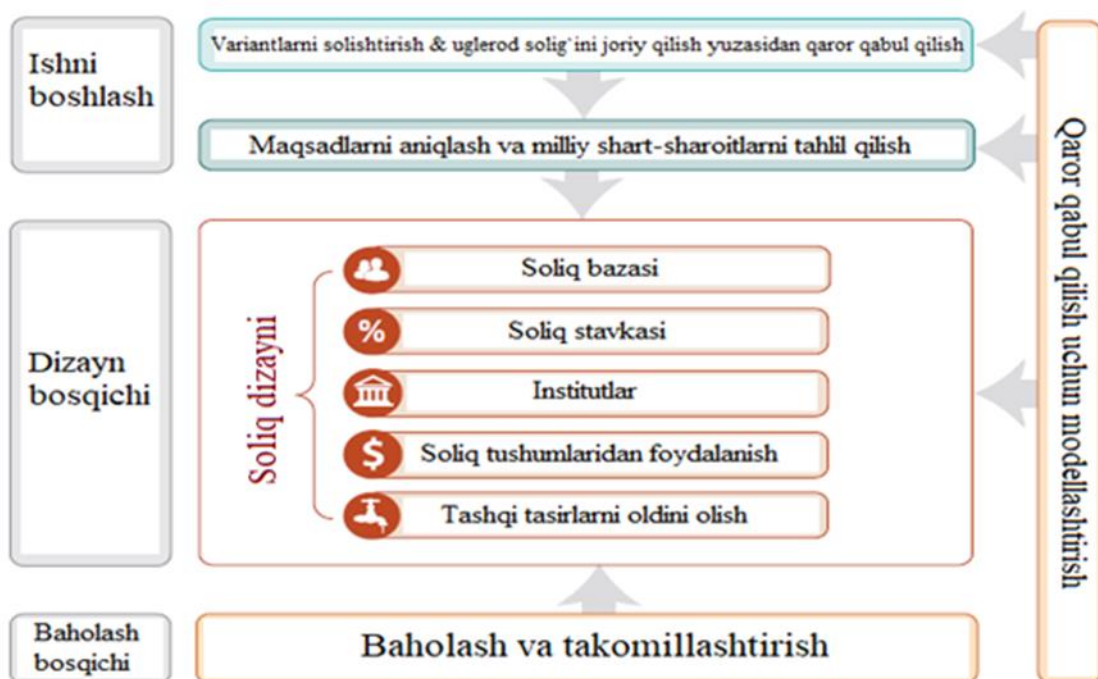 Ishni
boshlash
Variantlarni solishtirish & uglerod solig`ini joriy qilish yuzasidan qaror qabul qilish
Maqsadlarni aniqlash va milliy shart-sharoitlarni tahlil qilish
Dizayn
bosqichi
Soliq dizayni
Soliq bazasi
%
Soliq stavkasi
Institutlar
$
Soliq tushumlaridan foydalanish
Tashqi tasirlarni oldini olish
Baholash
bosqichi
Baholash va takomillashtirish
Qaror qabul qilish uchun modellashtirish